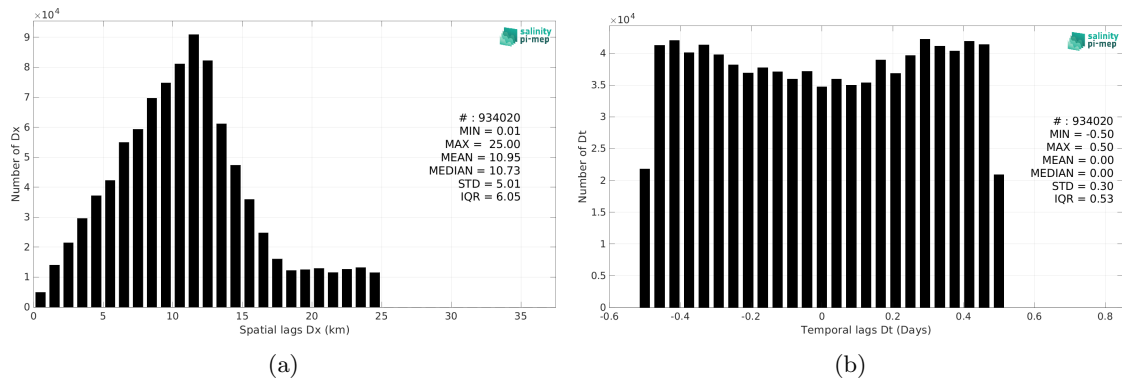 ×10⁴
salinity
pi-mep
9
8
7
6
5
4
3
2
1
0
Number of Dx
# : 934020
MIN = 0.01
MAX = 25.00
MEAN = 10.95
MEDIAN = 10.73
STD = 5.01
IQR = 6.05
0 5 10 15 20 25 30 35
Spatial lags Dx (km)
(a)
×10⁴
salinity
pi-mep
4
3.5
3
2.5
2
1.5
1
0.5
0
Number of Dt
# : 934020
MIN = -0.50
MAX = 0.50
MEAN = 0.00
MEDIAN = 0.00
STD = 0.30
IQR = 0.53
-0.6 -0.4 -0.2 0 0.2 0.4 0.6 0.8
Temporal lags Dt (Days)
(b)